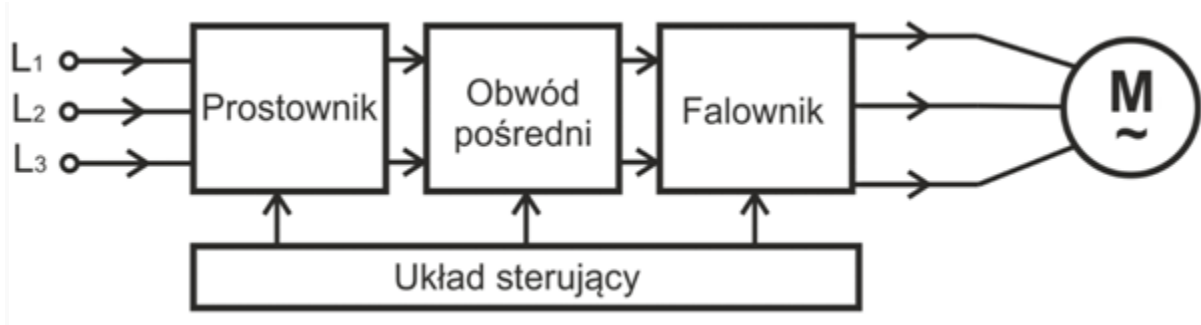 L1
L2
L3
Prostownik
Obwód
pośredni
Falownik
M
~
Układ sterujący